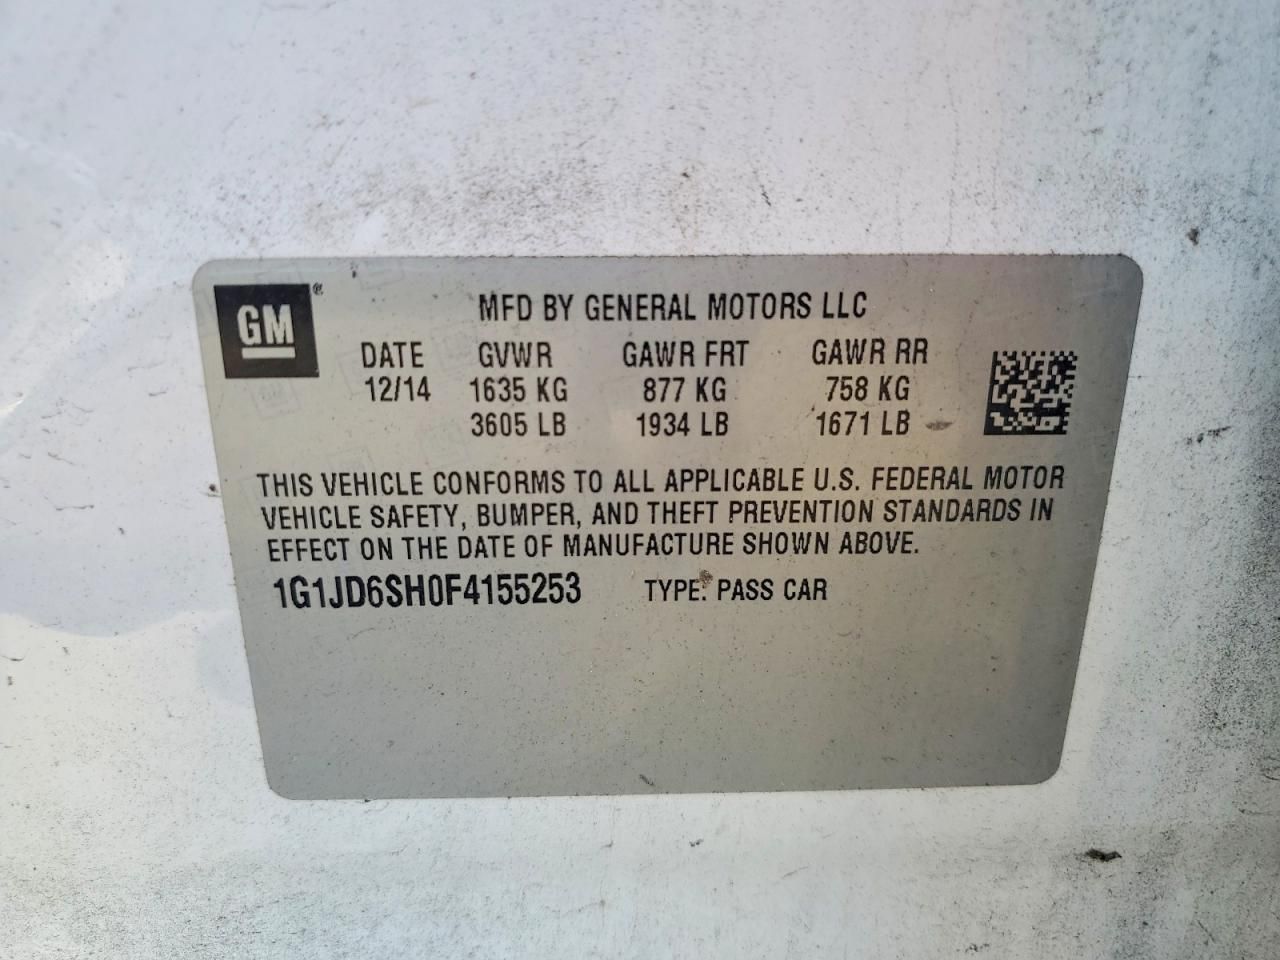 GM®
MFD BY GENERAL MOTORS LLC
DATE GVWR GAWR FRT GAWR RR
12/14 1635 KG 877 KG 758 KG
3605 LB 1934 LB 1671 LB
THIS VEHICLE CONFORMS TO ALL APPLICABLE U.S. FEDERAL MOTOR
VEHICLE SAFETY, BUMPER, AND THEFT PREVENTION STANDARDS IN
EFFECT ON THE DATE OF MANUFACTURE SHOWN ABOVE.
1G1JD6SH0F4155253 TYPE: PASS CAR